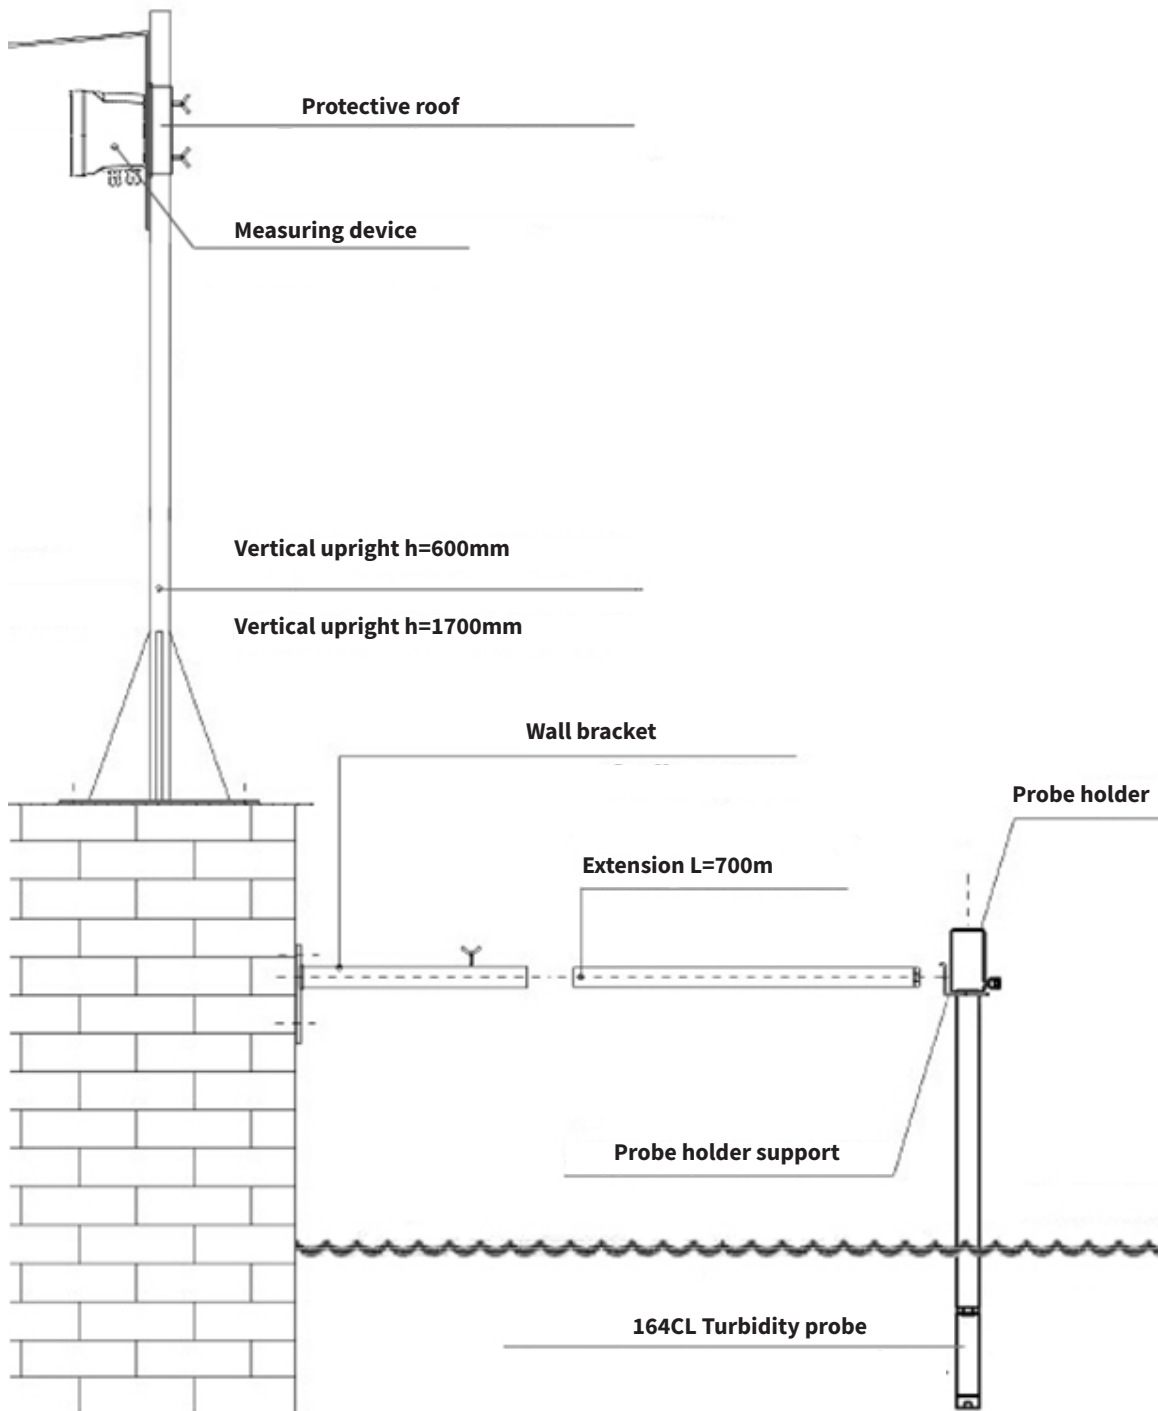 Protective roof
Measuring device
Vertical upright h=600mm
Vertical upright h=1700mm
Wall bracket
Probe holder
Extension L=700m
Probe holder support
164CL Turbidity probe